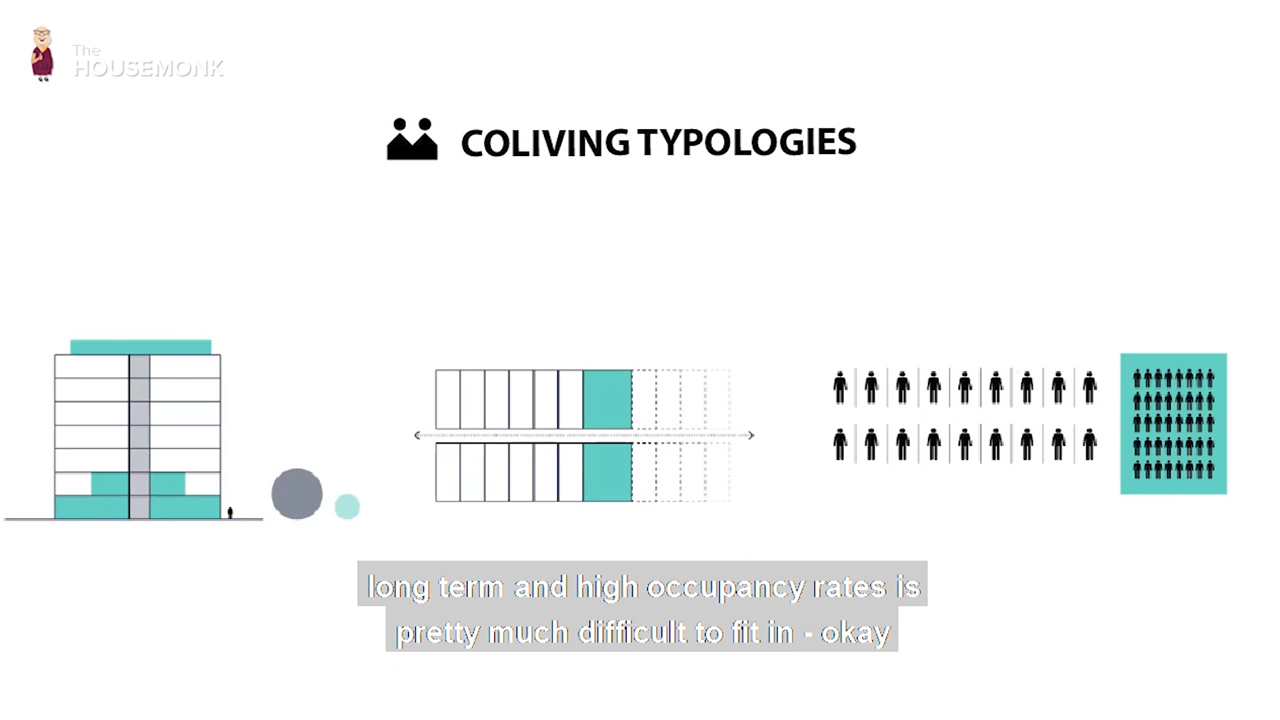 The
HOUSEMONK
COLIVING TYPOLOGIES
long term and high occupancy rates is
pretty much difficult to fit in - okay